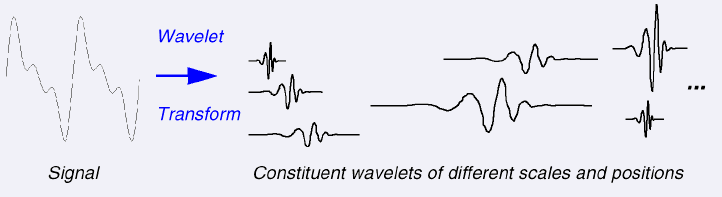 Wavelet
Transform
...
Signal
Constituent wavelets of different scales and positions